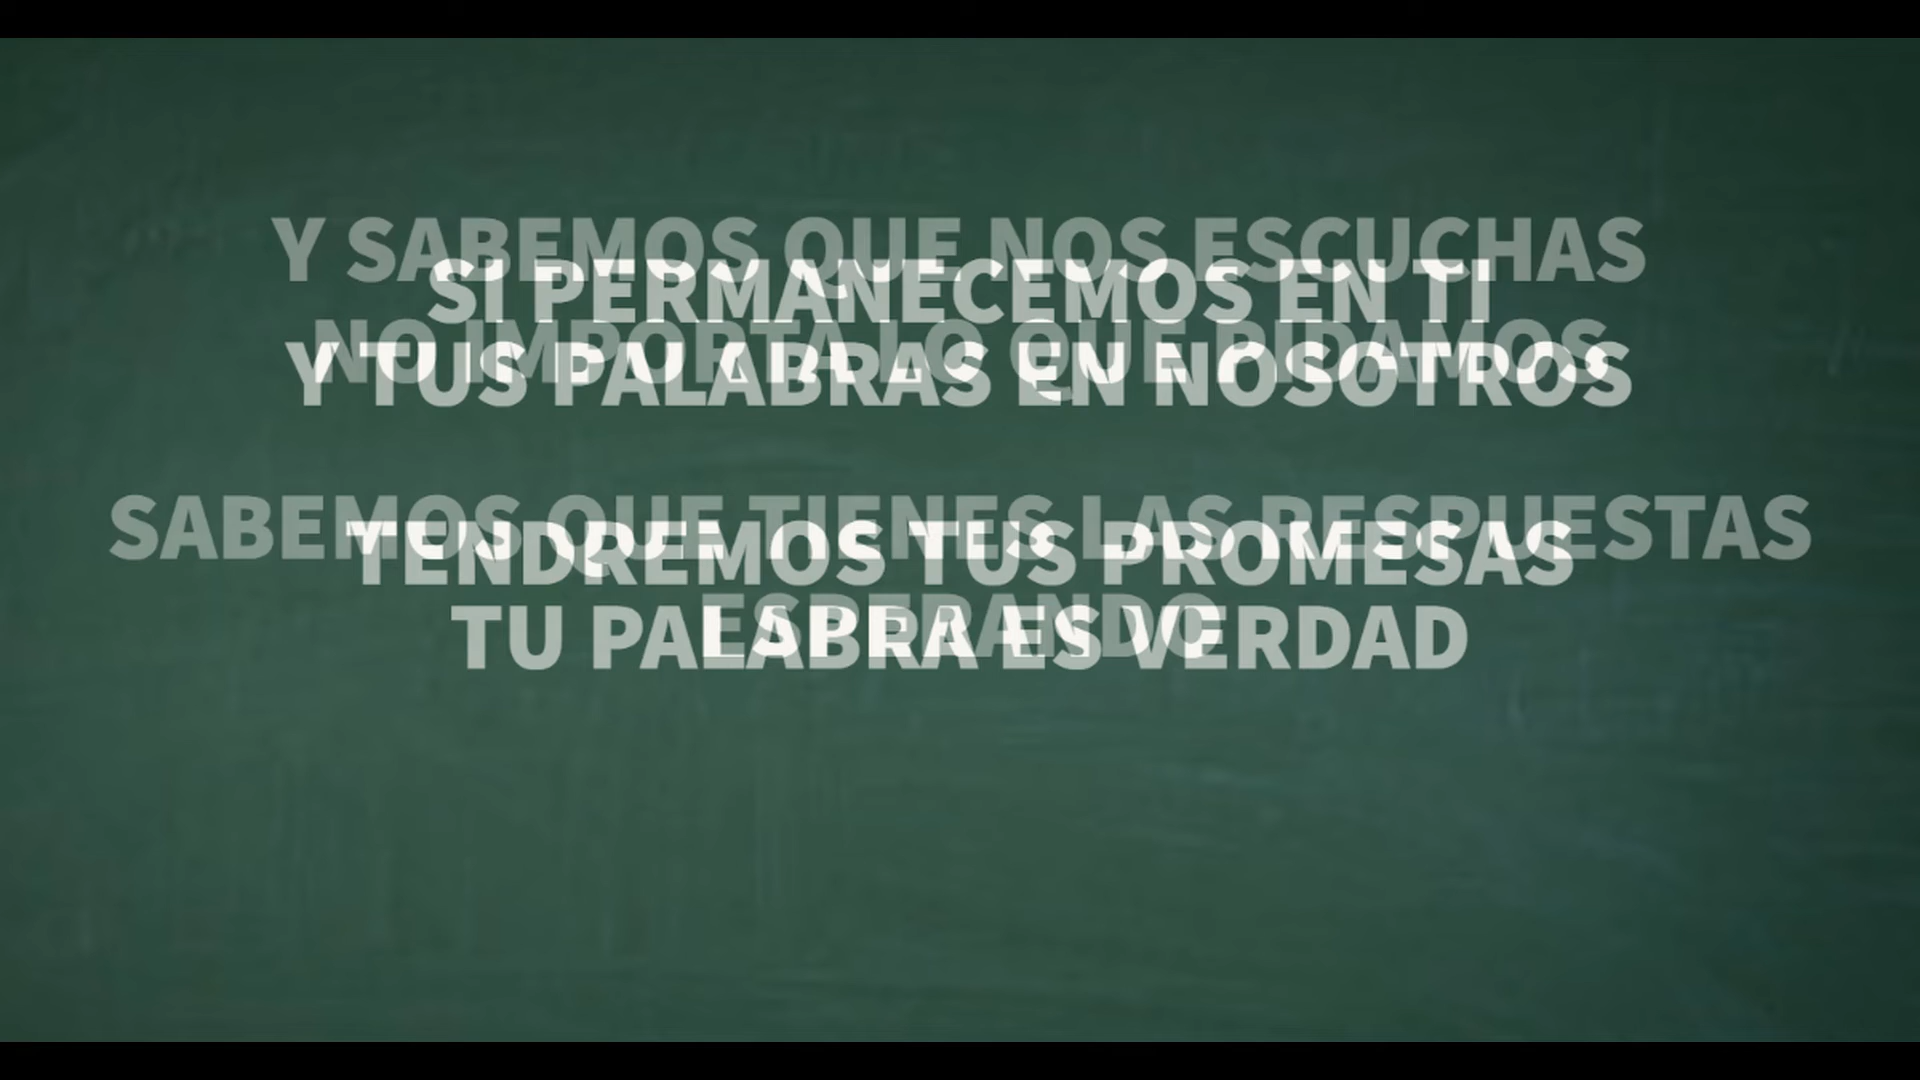 Y SABEMOS QUE NOS ESCUCHAS
SI PERMANECEMOS EN TI
NO IMPORTA LO QUE PIDAMOS
Y TUS PALABRAS EN NOSOTROS
SABEMOS QUE TIENES LAS RESPUESTAS
TENDREMOS TUS PROMESAS
ESPERANDO
TU PALABRA ES VERDAD